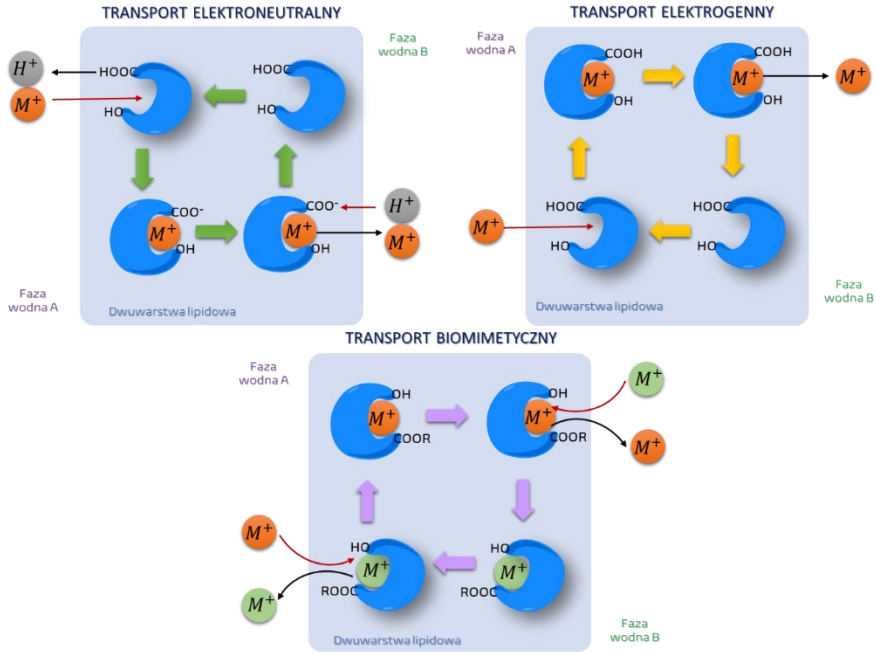 TRANSPORT ELEKTRONEUTRALNY
Faza
wodna B
H⁺
M⁺
HOOC
HO
HOOC
HO
COO⁻
M⁺
OH
COO⁻
M⁺
OH
H⁺
M⁺
Faza
wodna A
Dwuwarstwa lipidowa
TRANSPORT ELEKTROGENNY
Faza
wodna A
COOH
M⁺
OH
COOH
M⁺
OH
M⁺
M⁺
HOOC
HO
HOOC
HO
Faza
wodna B
Dwuwarstwa lipidowa
TRANSPORT BIOMIMETYCZNY
Faza
wodna A
OH
M⁺
COOR
OH
M⁺
COOR
M⁺
M⁺
M⁺
M⁺
HO
M⁺
ROOC
HO
M⁺
ROOC
Faza
wodna B
Dwuwarstwa lipidowa